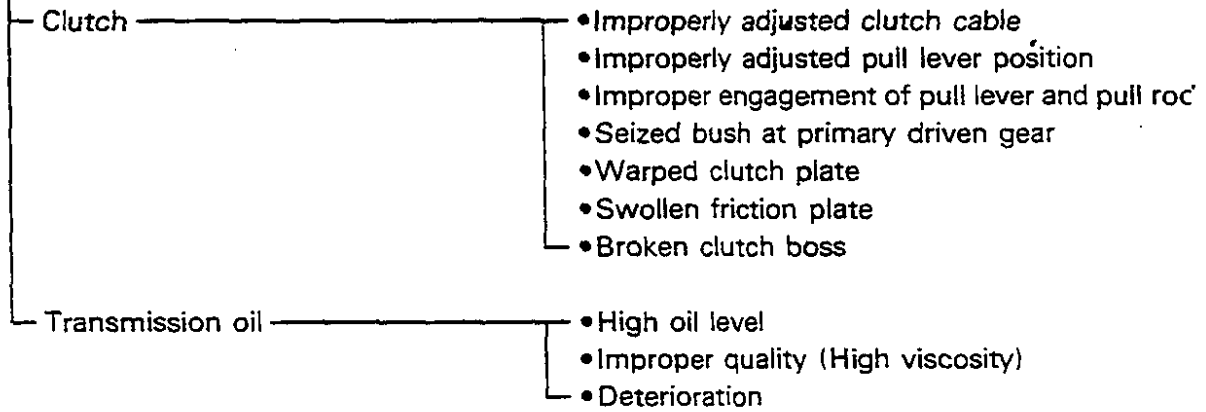 Clutch •Improperly adjusted clutch cable
•Improperly adjusted pull lever position
•Improper engagement of pull lever and pull rod
•Seized bush at primary driven gear
•Warped clutch plate
•Swollen friction plate
•Broken clutch boss
Transmission oil •High oil level
•Improper quality (High viscosity)
•Deterioration